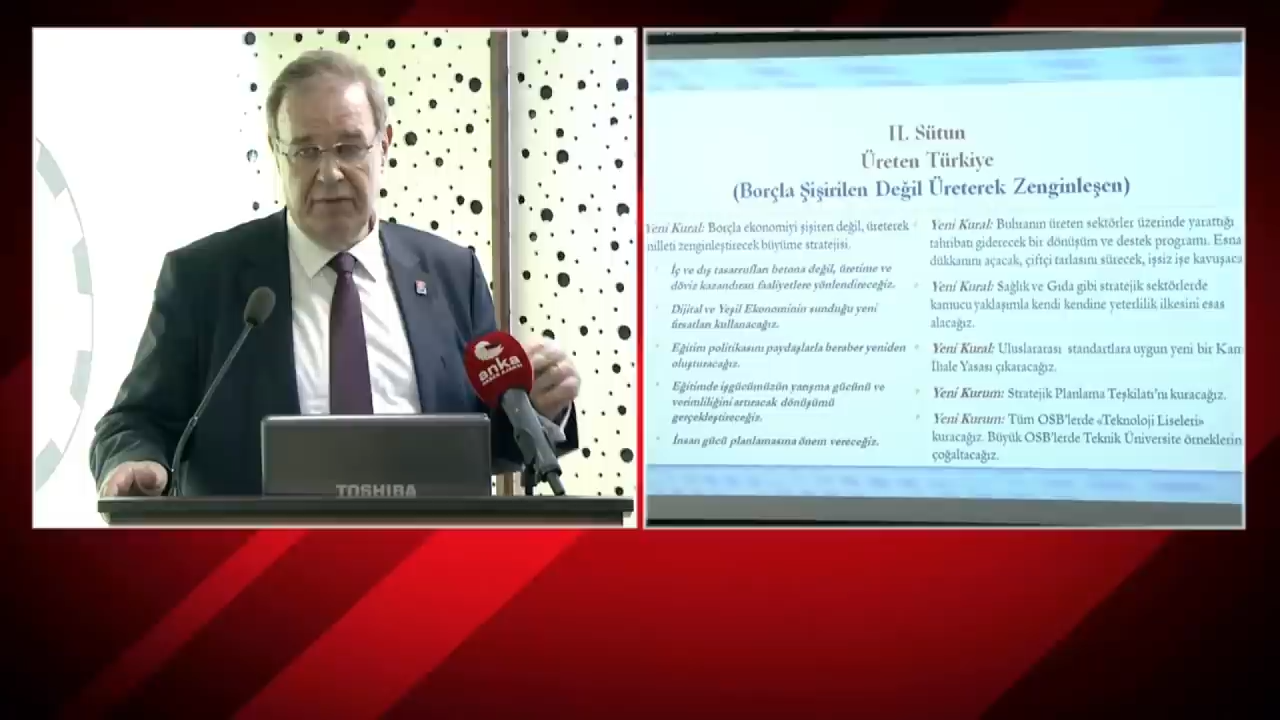 anka
TOSHIBA
II. Sütun
Üreten Türkiye
(Borçla Şişirilen Değil Üreterek Zenginleşen)
Yeni Kural: Borçla ekonomiyi şişiren değil, üreterek
milleti zenginleştirecek büyüme stratejisi.
İç ve dış tasarrufları betona değil, üretime ve
döviz kazandıran faaliyetlere yönlendireceğiz.
Dijital ve Yeşil Ekonominin sunduğu yeni
fırsatları kullanacağız.
Eğitim politikasını paydaşlarla beraber yeniden
oluşturacağız.
Eğitimde işgücümüzün yarışma gücünü ve
verimliliğini artıracak dönüşümü
gerçekleştireceğiz.
İnsan gücü planlamasına önem vereceğiz.
Yeni Kural: Buhranın üreten sektörler üzerinde yarattığı
tahribatı giderecek bir dönüşüm ve destek programı. Esna
dükkanını açacak, çiftçi tarlasını sürecek, işsiz işe kavuşaca
Yeni Kural: Sağlık ve Gıda gibi stratejik sektörlerde
kamucu yaklaşımla kendi kendine yeterlilik ilkesini esas
alacağız.
Yeni Kural: Uluslararası standartlara uygun yeni bir Kam
İhale Yasası çıkaracağız.
Yeni Kurum: Stratejik Planlama Teşkilatı'nı kuracağız.
Yeni Kurum: Tüm OSB'lerde «Teknoloji Liseleri»
kuracağız. Büyük OSB'lerde Teknik Üniversite örneklerin
çoğaltacağız.